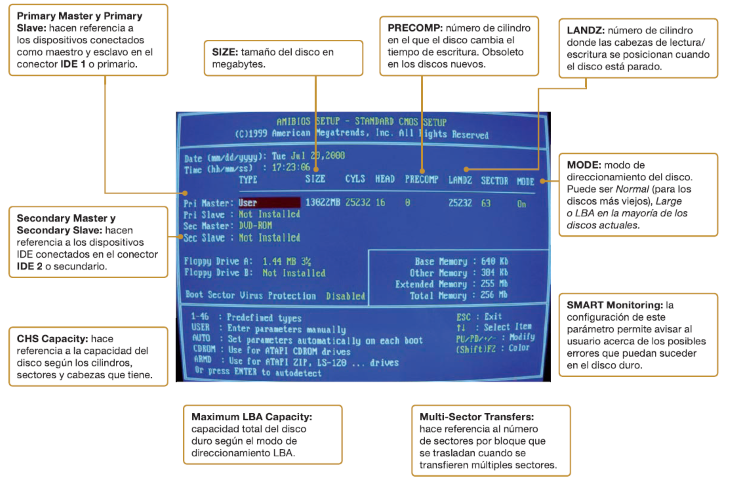 Primary Master y Primary
Slave: hacen referencia a
los dispositivos conectados
como maestro y esclavo en el
conector IDE 1 o primario.
SIZE: tamaño del disco en
megabytes.
PRECOMP: número de cilindro
en el que el disco cambia el
tiempo de escritura. Obsoleto
en los discos nuevos.
LANDZ: número de cilindro
donde las cabezas de lectura/
escritura se posicionan cuando
el disco está parado.
AMIBIOS SETUP - STANDARD CMOS SETUP
(C)1999 American Megatrends, Inc. All Rights Reserved
Date (mm/dd/yyyy): Tue Jul 20,2000
Time (hh/mm/ss) : 17:23:06
TYPE SIZE CYLS HEAD PRECOMP LANDZ SECTOR MODE
Pri Master: User 13022MB 25232 16 0 25232 63 On
Pri Slave : Not Installed
Sec Master: DVD-ROM
Sec Slave : Not Installed
Floppy Drive A: 1.44 MB 3½
Floppy Drive B: Not Installed
Boot Sector Virus Protection Disabled
Base Memory : 640 Kb
Other Memory : 384 Kb
Extended Memory : 255 Mb
Total Memory : 256 Mb
1-46 : Predefined types
USER : Enter parameters manually
AUTO : Set parameters automatically on each boot
CDROM : Use for ATAPI CDROM drives
ARMD : Use for ATAPI ZIP, LS-120 ... drives
Or press ENTER to autodetect
ESC : Exit
↑↓ : Select Item
PU/PD/+/- : Modify
(Shift)F2 : Color
MODE: modo de
direccionamiento del disco.
Puede ser Normal (para los
discos más viejos), Large
o LBA en la mayoría de los
discos actuales.
Secondary Master y
Secondary Slave: hacen
referencia a los dispositivos
IDE conectados en el conector
IDE 2 o secundario.
SMART Monitoring: la
configuración de este
parámetro permite avisar al
usuario acerca de los posibles
errores que puedan suceder
en el disco duro.
CHS Capacity: hace
referencia a la capacidad del
disco según los cilindros,
sectores y cabezas que tiene.
Maximum LBA Capacity:
capacidad total del disco
duro según el modo de
direccionamiento LBA.
Multi-Sector Transfers:
hace referencia al número
de sectores por bloque que
se trasladan cuando se
transfieren múltiples sectores.